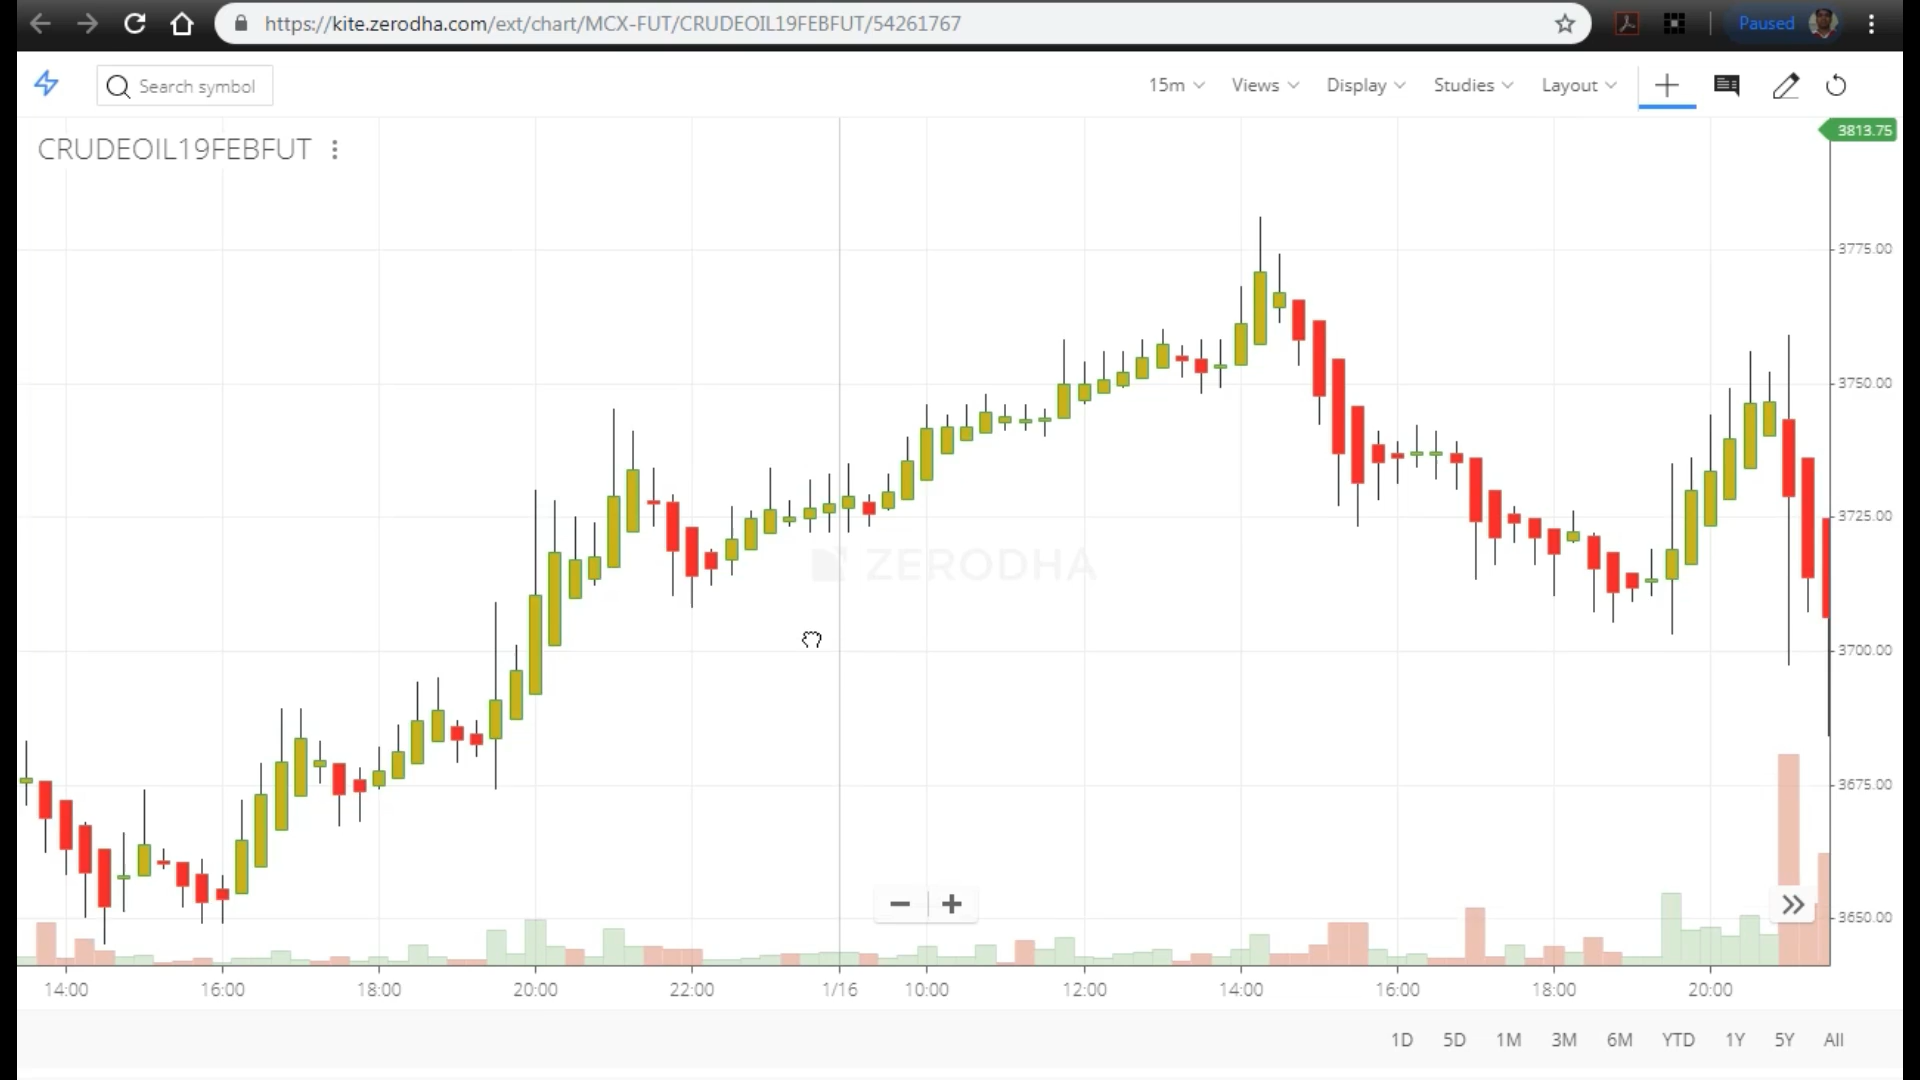 https://kite.zerodha.com/ext/chart/MCX-FUT/CRUDEOIL19FEBFUT/54261767
Paused
Search symbol
15m Views Display Studies Layout
CRUDEOIL19FEBFUT
3813.75
3775.00
3750.00
3725.00
3700.00
3675.00
3650.00
ZERODHA
14:00 16:00 18:00 20:00 22:00 1/16 10:00 12:00 14:00 16:00 18:00 20:00
1D 5D 1M 3M 6M YTD 1Y 5Y All